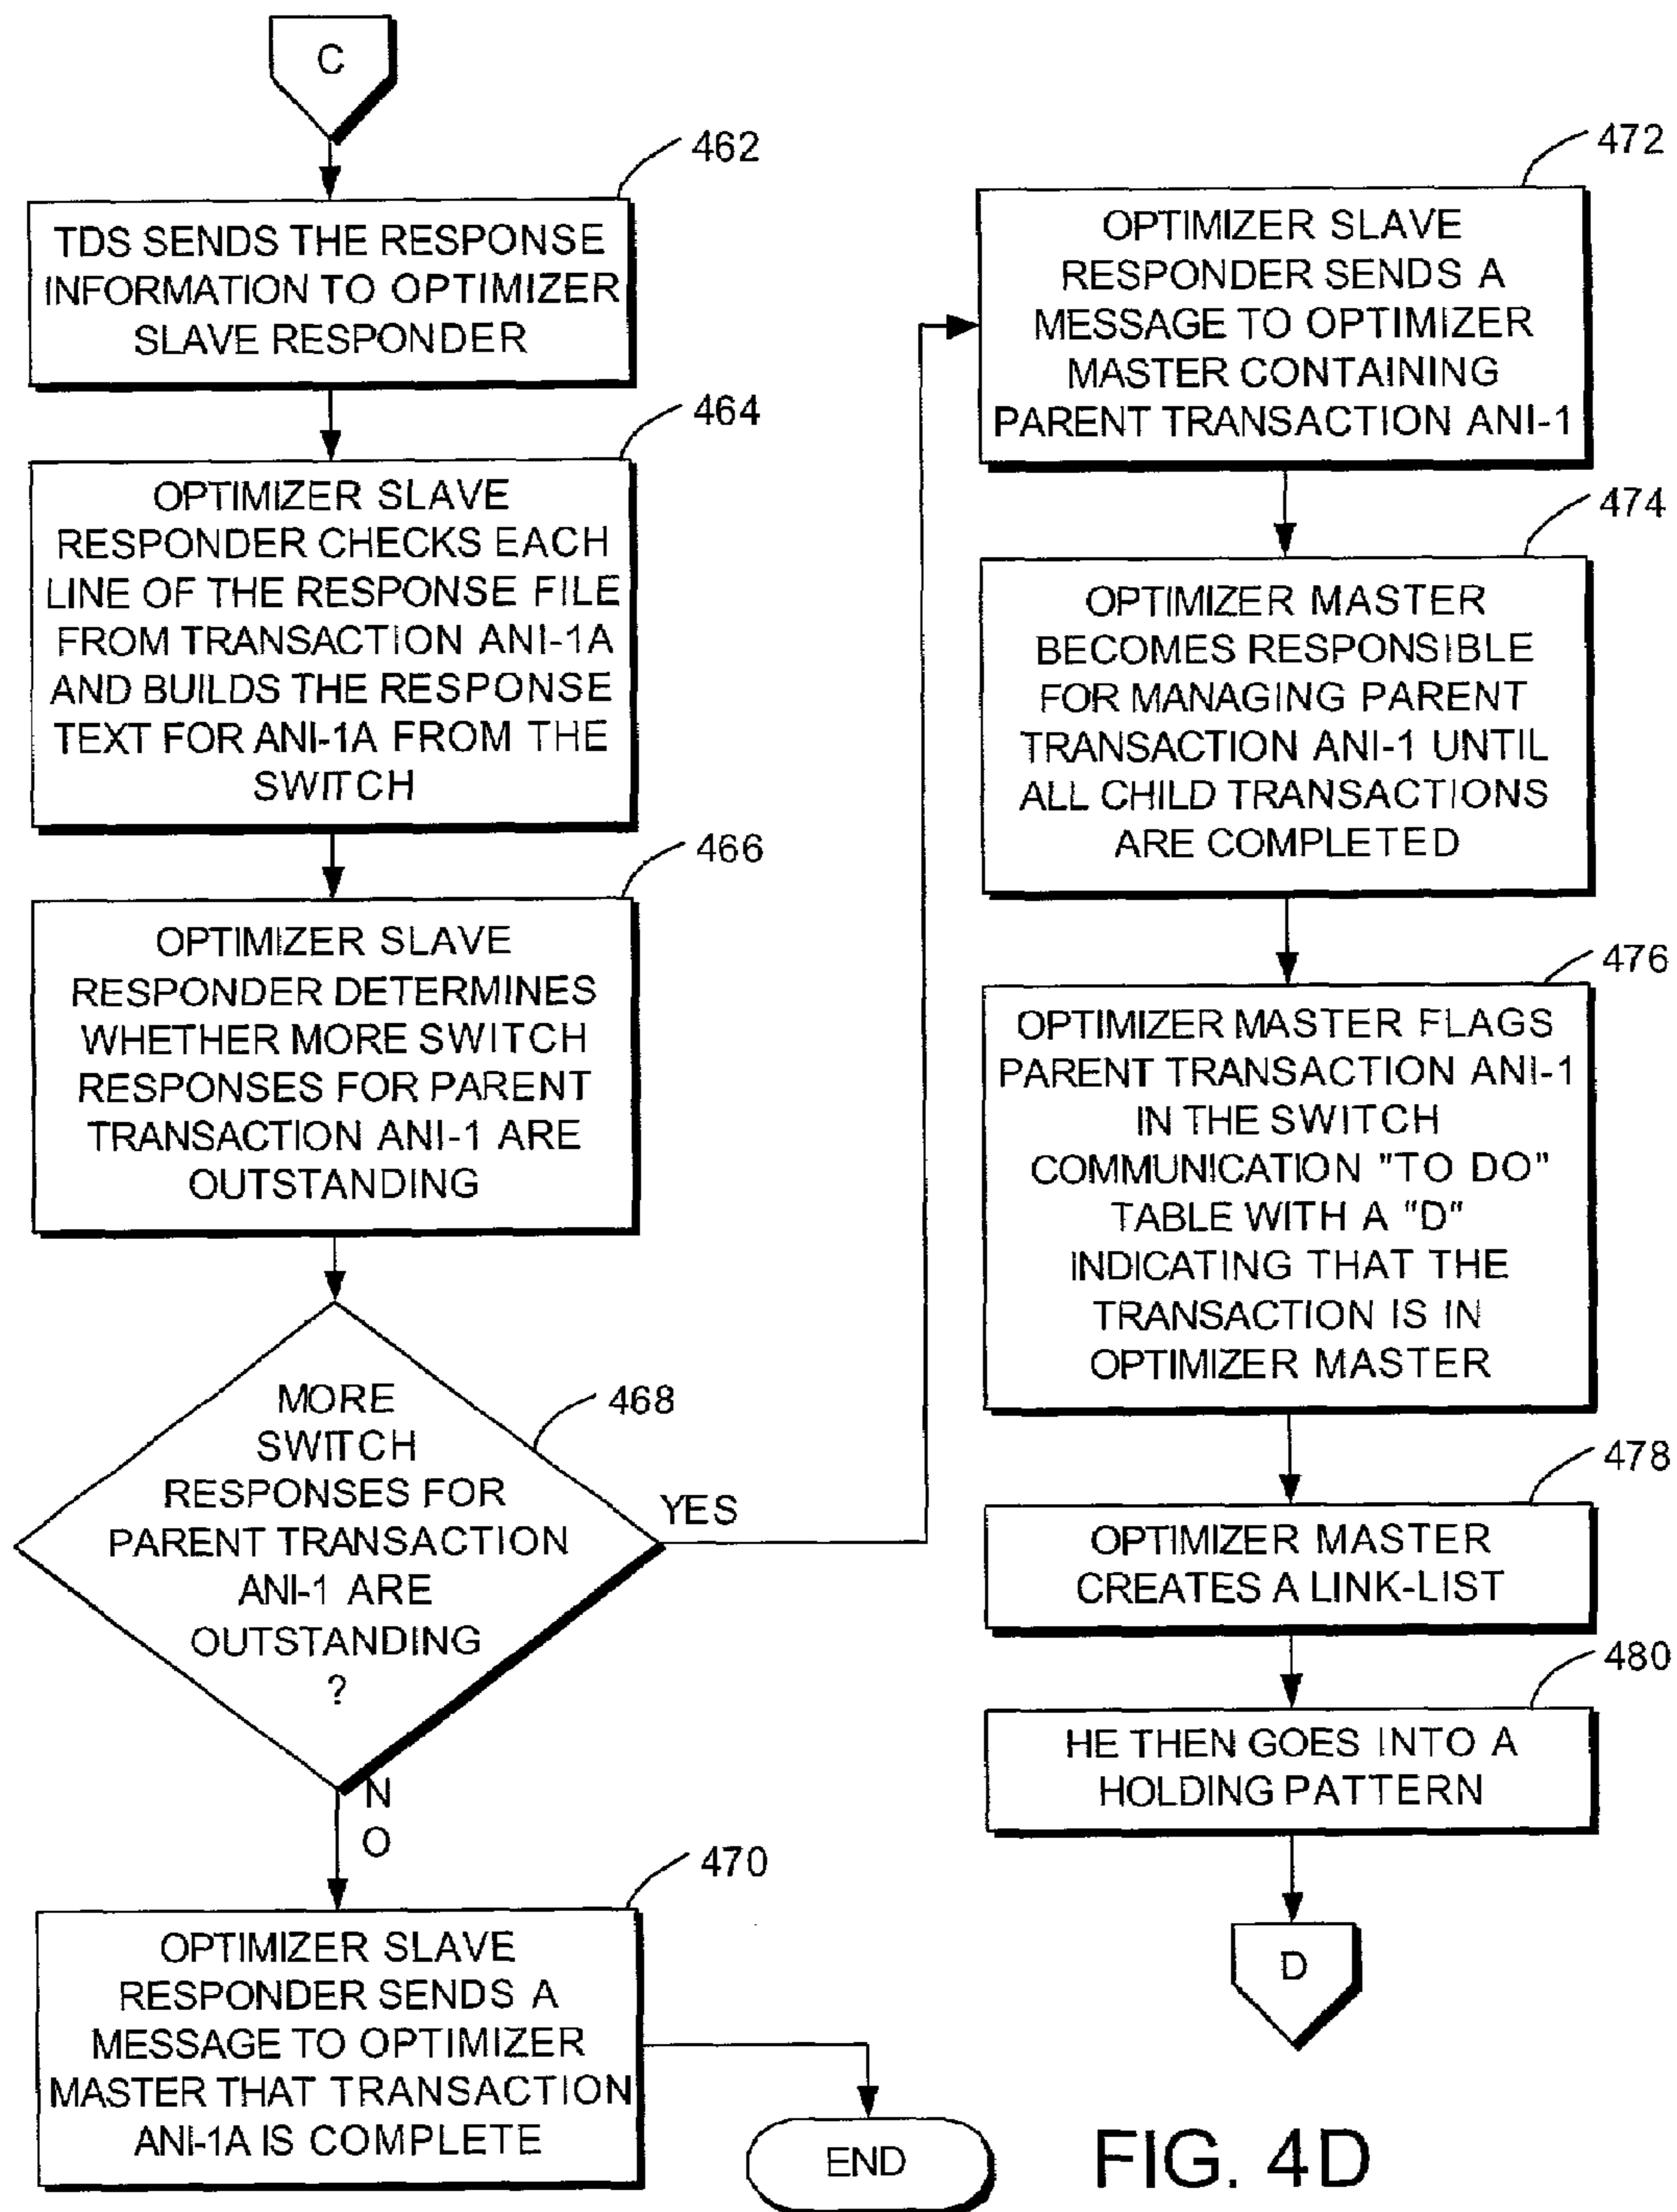 C
462
TDS SENDS THE RESPONSE
INFORMATION TO OPTIMIZER
SLAVE RESPONDER
464
OPTIMIZER SLAVE
RESPONDER CHECKS EACH
LINE OF THE RESPONSE FILE
FROM TRANSACTION ANI-1A
AND BUILDS THE RESPONSE
TEXT FOR ANI-1A FROM THE
SWITCH
466
OPTIMIZER SLAVE
RESPONDER DETERMINES
WHETHER MORE SWITCH
RESPONSES FOR PARENT
TRANSACTION ANI-1 ARE
OUTSTANDING
468
MORE
SWITCH
RESPONSES FOR
PARENT TRANSACTION
ANI-1 ARE
OUTSTANDING
?
YES
N
O
470
OPTIMIZER SLAVE
RESPONDER SENDS A
MESSAGE TO OPTIMIZER
MASTER THAT TRANSACTION
ANI-1A IS COMPLETE
END
472
OPTIMIZER SLAVE
RESPONDER SENDS A
MESSAGE TO OPTIMIZER
MASTER CONTAINING
PARENT TRANSACTION ANI-1
474
OPTIMIZER MASTER
BECOMES RESPONSIBLE
FOR MANAGING PARENT
TRANSACTION ANI-1 UNTIL
ALL CHILD TRANSACTIONS
ARE COMPLETED
476
OPTIMIZER MASTER FLAGS
PARENT TRANSACTION ANI-1
IN THE SWITCH
COMMUNICATION "TO DO"
TABLE WITH A "D"
INDICATING THAT THE
TRANSACTION IS IN
OPTIMIZER MASTER
478
OPTIMIZER MASTER
CREATES A LINK-LIST
480
HE THEN GOES INTO A
HOLDING PATTERN
D
FIG. 4D